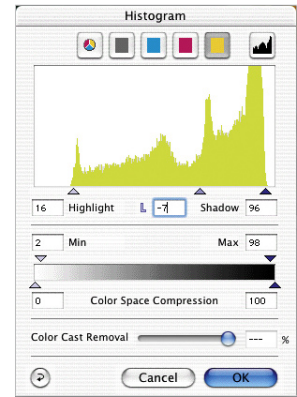 Histogram
16 Highlight L -7 Shadow 96
2 Min Max 98
0 Color Space Compression 100
Color Cast Removal --- %
Cancel OK